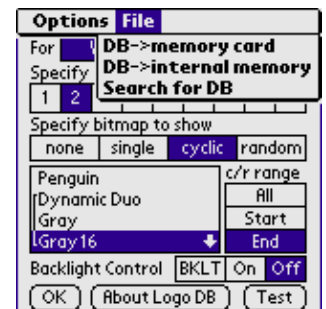 Options File
For DB->memory card
Specify DB->internal memory
Search for DB
1 2
Specify bitmap to show
none single cyclic random
Penguin c/r range
Dynamic Duo All
Gray Start
Gray16 End
Backlight Control BKLT On Off
OK About Logo DB Test